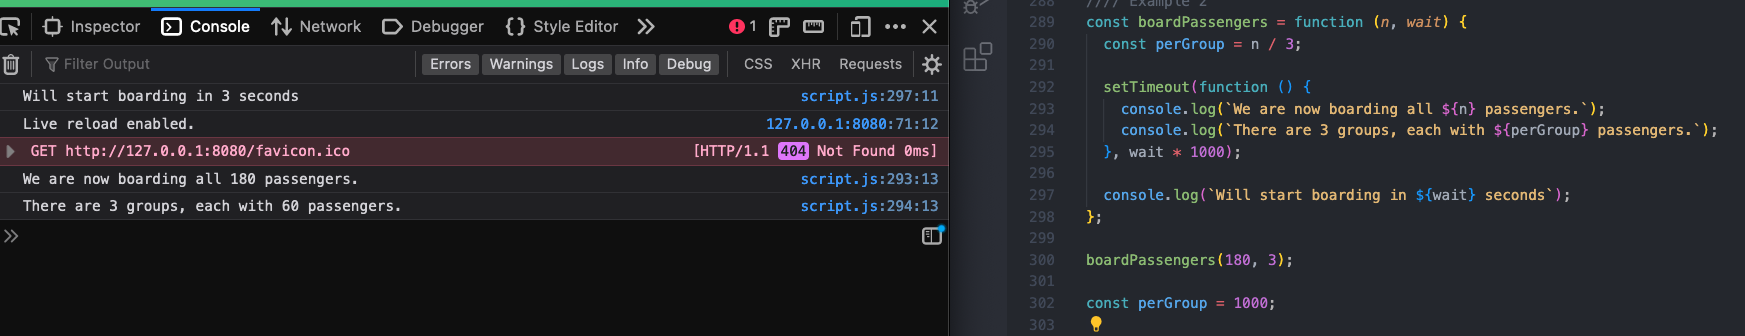 Inspector Console Network Debugger Style Editor 1
Filter Output Errors Warnings Logs Info Debug CSS XHR Requests
Will start boarding in 3 seconds script.js:297:11
Live reload enabled. 127.0.0.1:8080:71:12
GET http://127.0.0.1:8080/favicon.ico [HTTP/1.1 404 Not Found 0ms]
We are now boarding all 180 passengers. script.js:293:13
There are 3 groups, each with 60 passengers. script.js:294:13
288 //// Example 2
289 const boardPassengers = function (n, wait) {
290 const perGroup = n / 3;
291
292 setTimeout(function () {
293 console.log(`We are now boarding all ${n} passengers.`);
294 console.log(`There are 3 groups, each with ${perGroup} passengers.`);
295 }, wait * 1000);
296
297 console.log(`Will start boarding in ${wait} seconds`);
298 };
299
300 boardPassengers(180, 3);
301
302 const perGroup = 1000;
303